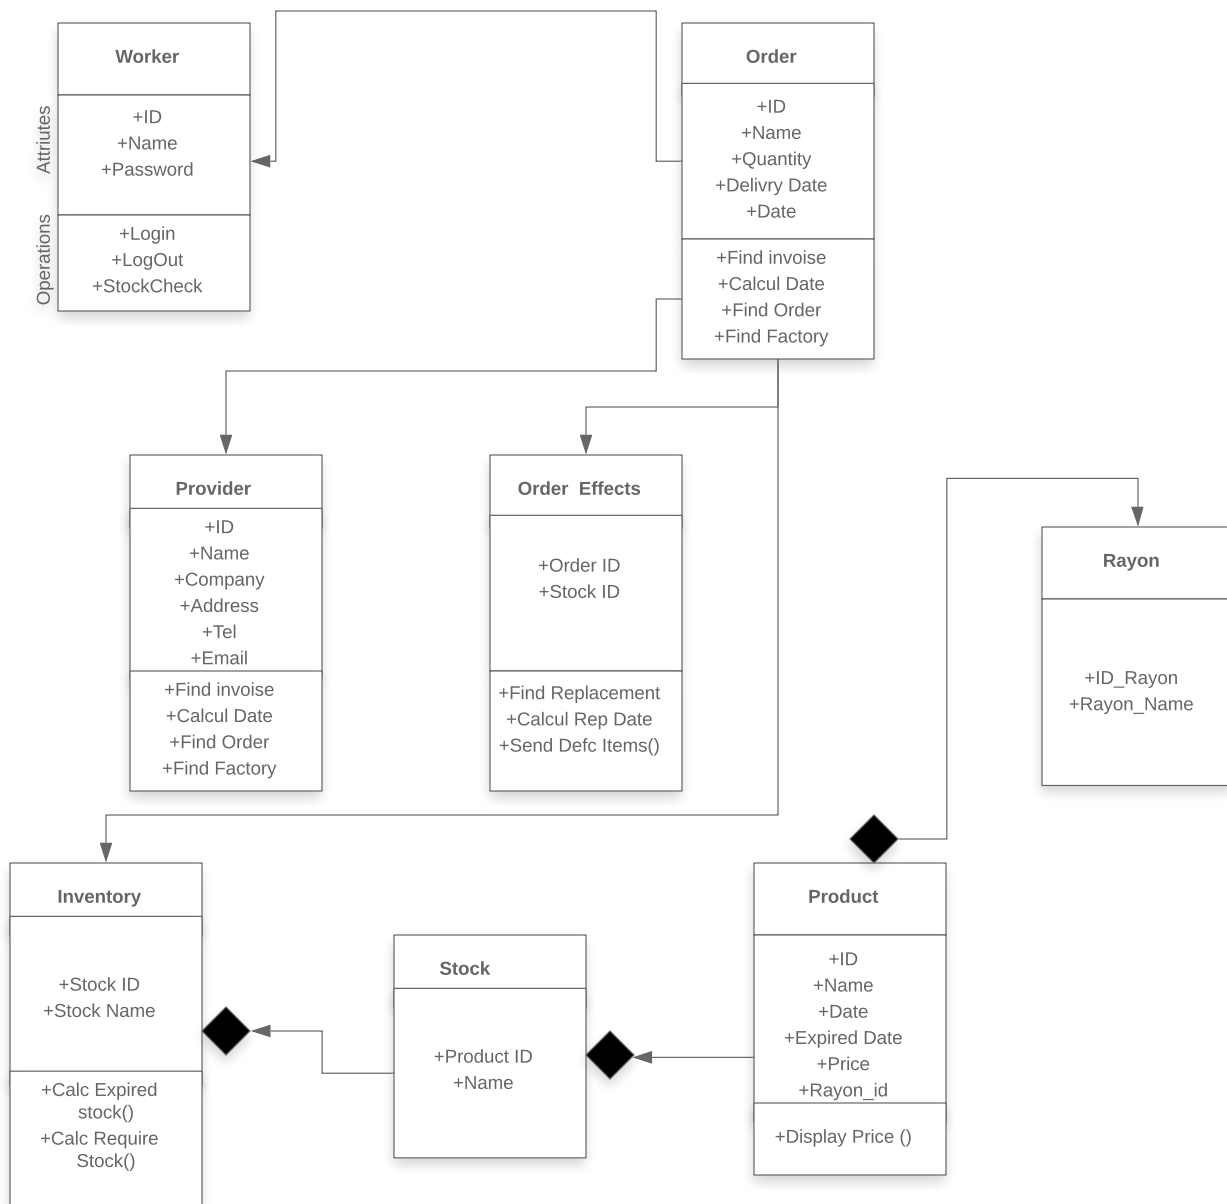 Worker
Attriutes
+ID
+Name
+Password
Operations
+Login
+LogOut
+StockCheck
Order
+ID
+Name
+Quantity
+Delivry Date
+Date
+Find invoise
+Calcul Date
+Find Order
+Find Factory
Provider
+ID
+Name
+Company
+Address
+Tel
+Email
+Find invoise
+Calcul Date
+Find Order
+Find Factory
Order Effects
+Order ID
+Stock ID
+Find Replacement
+Calcul Rep Date
+Send Defc Items()
Rayon
+ID_Rayon
+Rayon_Name
Inventory
+Stock ID
+Stock Name
+Calc Expired
stock()
+Calc Require
Stock()
Stock
+Product ID
+Name
Product
+ID
+Name
+Date
+Expired Date
+Price
+Rayon_id
+Display Price ()